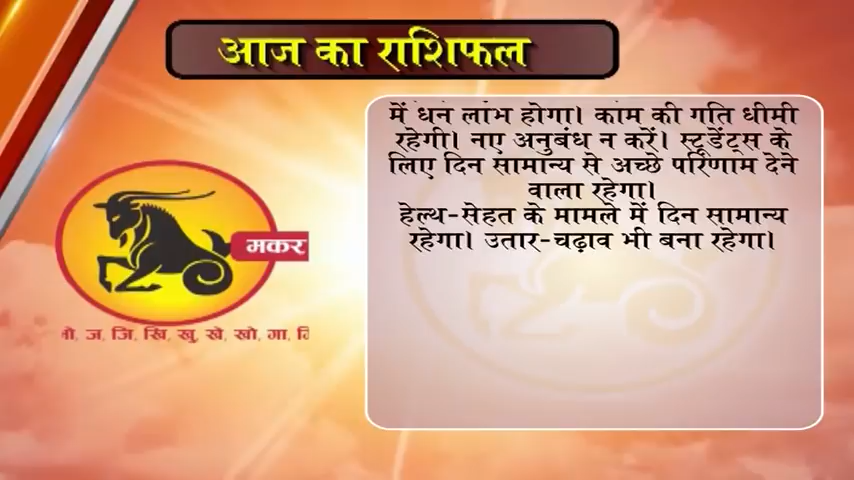 आज का राशिफल
में धन लाभ होगा। काम की गति धीमी
रहेगी। नए अनुबंध न करें। स्टूडेंट्स के
लिए दिन सामान्य से अच्छे परिणाम देने
वाला रहेगा।
हेल्थ-सेहत के मामले में दिन सामान्य
रहेगा। उतार-चढ़ाव भी बना रहेगा।
मकर
ज, जि, खि, खु, खे, खो, गा,